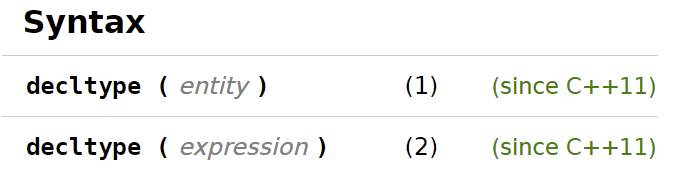 Syntax
decltype ( entity ) (1) (since C++11)
decltype ( expression ) (2) (since C++11)